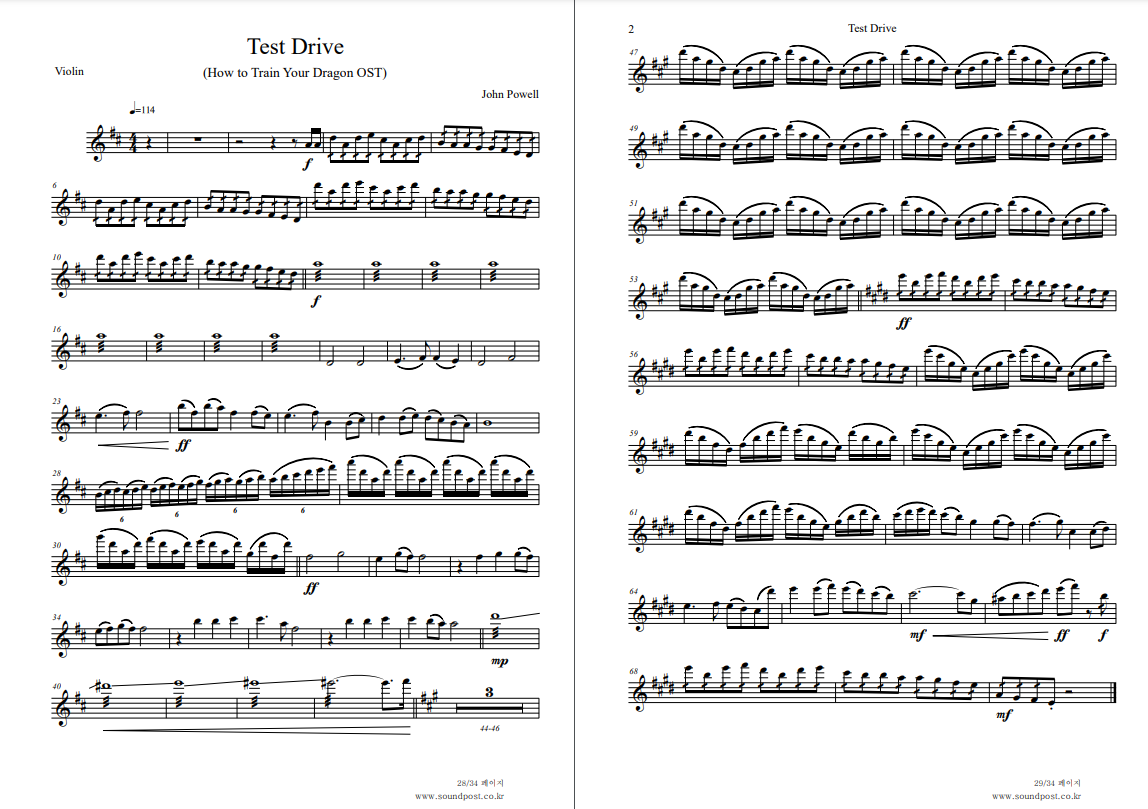 Test Drive
Violin
(How to Train Your Dragon OST)
John Powell
♩=114
4
4
f
6
10
f
16
23
ff
28
6 6 6 6
30
ff
34
mp
40
3
44-46
28/34 페이지
www.soundpost.co.kr
2
Test Drive
47
49
51
53
ff
56
59
61
64
mf ff f
68
mf
29/34 페이지
www.soundpost.co.kr